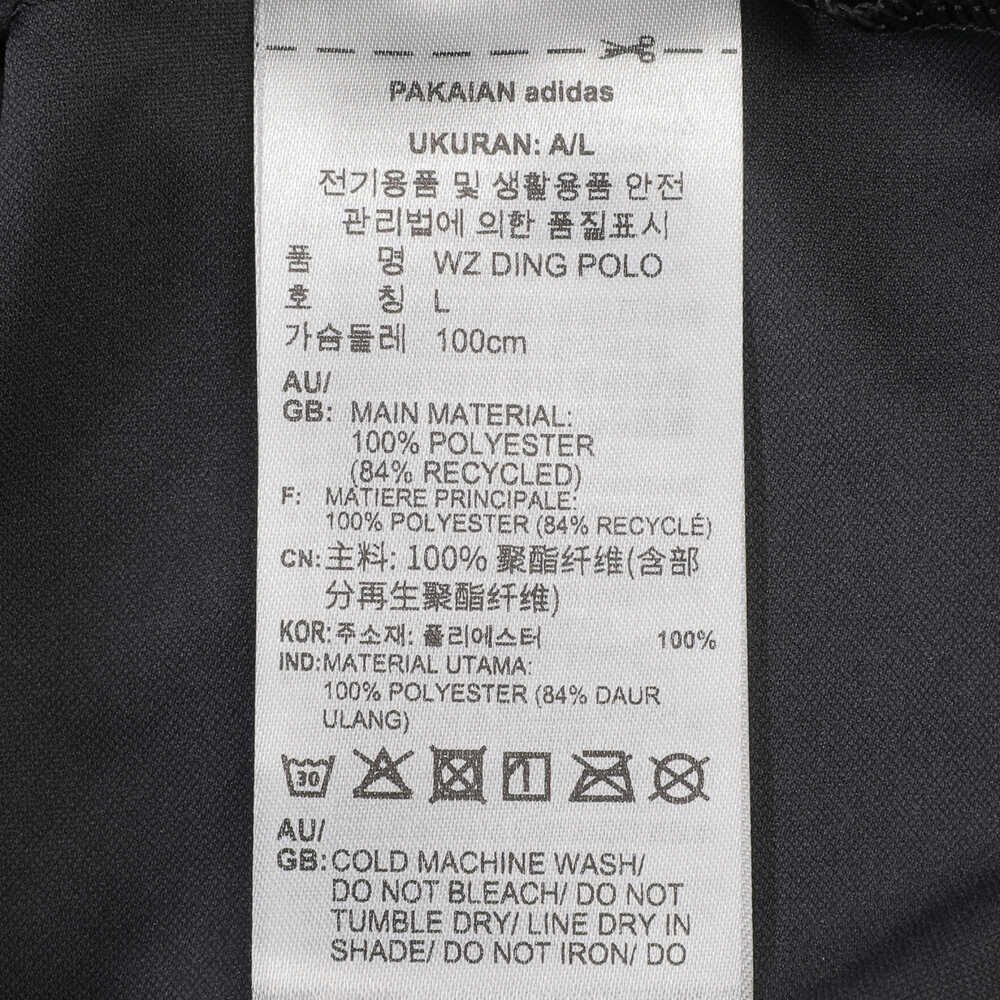 PAKAIAN adidas
UKURAN: A/L
전기용품 및 생활용품 안전
관리법에 의한 품질표시
품 명 WZ DING POLO
호 칭 L
가슴둘레 100cm
AU/
GB: MAIN MATERIAL:
100% POLYESTER
(84% RECYCLED)
F: MATIERE PRINCIPALE:
100% POLYESTER (84% RECYCLÉ)
CN: 主料: 100% 聚酯纤维(含部
分再生聚酯纤维)
KOR: 주소재: 폴리에스터 100%
IND: MATERIAL UTAMA:
100% POLYESTER (84% DAUR
ULANG)
30
AU/
GB: COLD MACHINE WASH/
DO NOT BLEACH/ DO NOT
TUMBLE DRY/ LINE DRY IN
SHADE/ DO NOT IRON/ DO